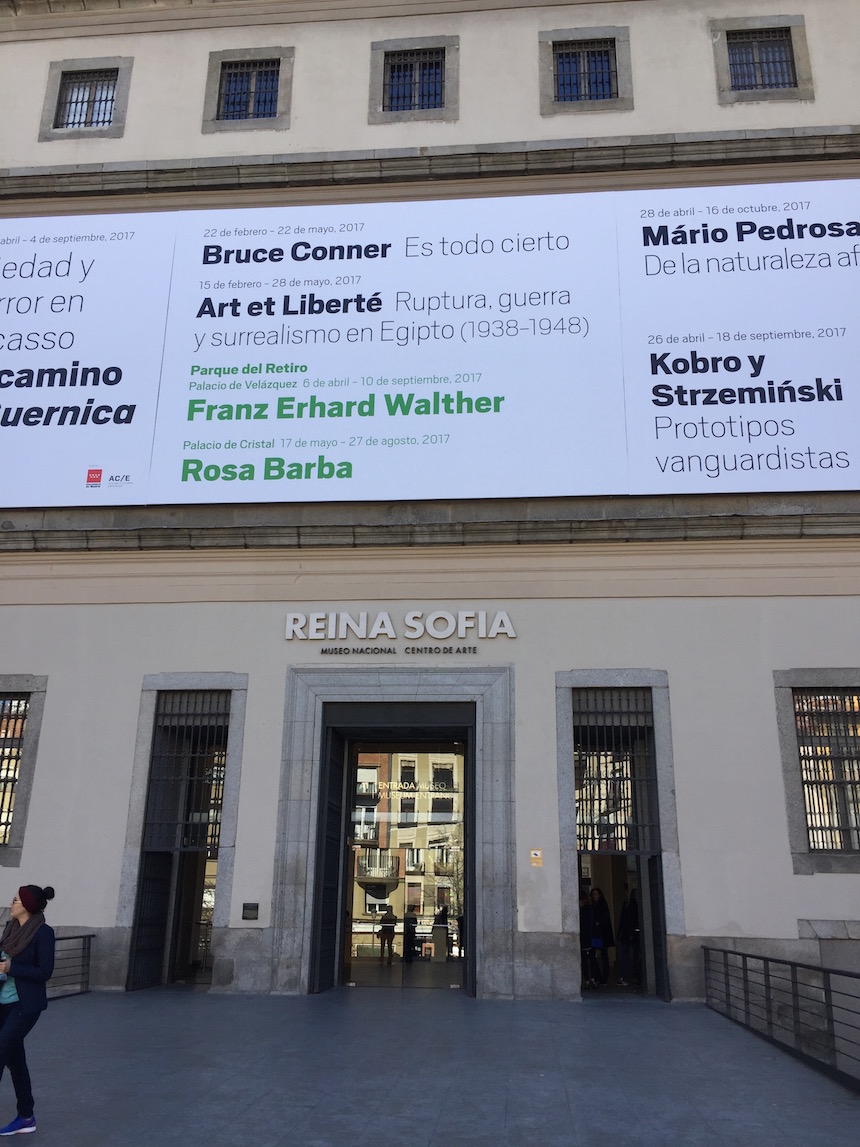 abril – 4 de septiembre, 2017
iedad y
rror en
casso
camino
uernica
AC/E
22 de febrero – 22 de mayo, 2017
Bruce Conner Es todo cierto
15 de febrero – 28 de mayo, 2017
Art et Liberté Ruptura, guerra
y surrealismo en Egipto (1938–1948)
Parque del Retiro
Palacio de Velázquez 6 de abril – 10 de septiembre, 2017
Franz Erhard Walther
Palacio de Cristal 17 de mayo – 27 de agosto, 2017
Rosa Barba
28 de abril – 16 de octubre, 2017
Mário Pedrosa
De la naturaleza af
26 de abril – 18 de septiembre, 2017
Kobro y
Strzemiński
Prototipos
vanguardistas
REINA SOFIA
MUSEO NACIONAL CENTRO DE ARTE
ENTRADA MUSEO
MUSEUM ENTRANCE